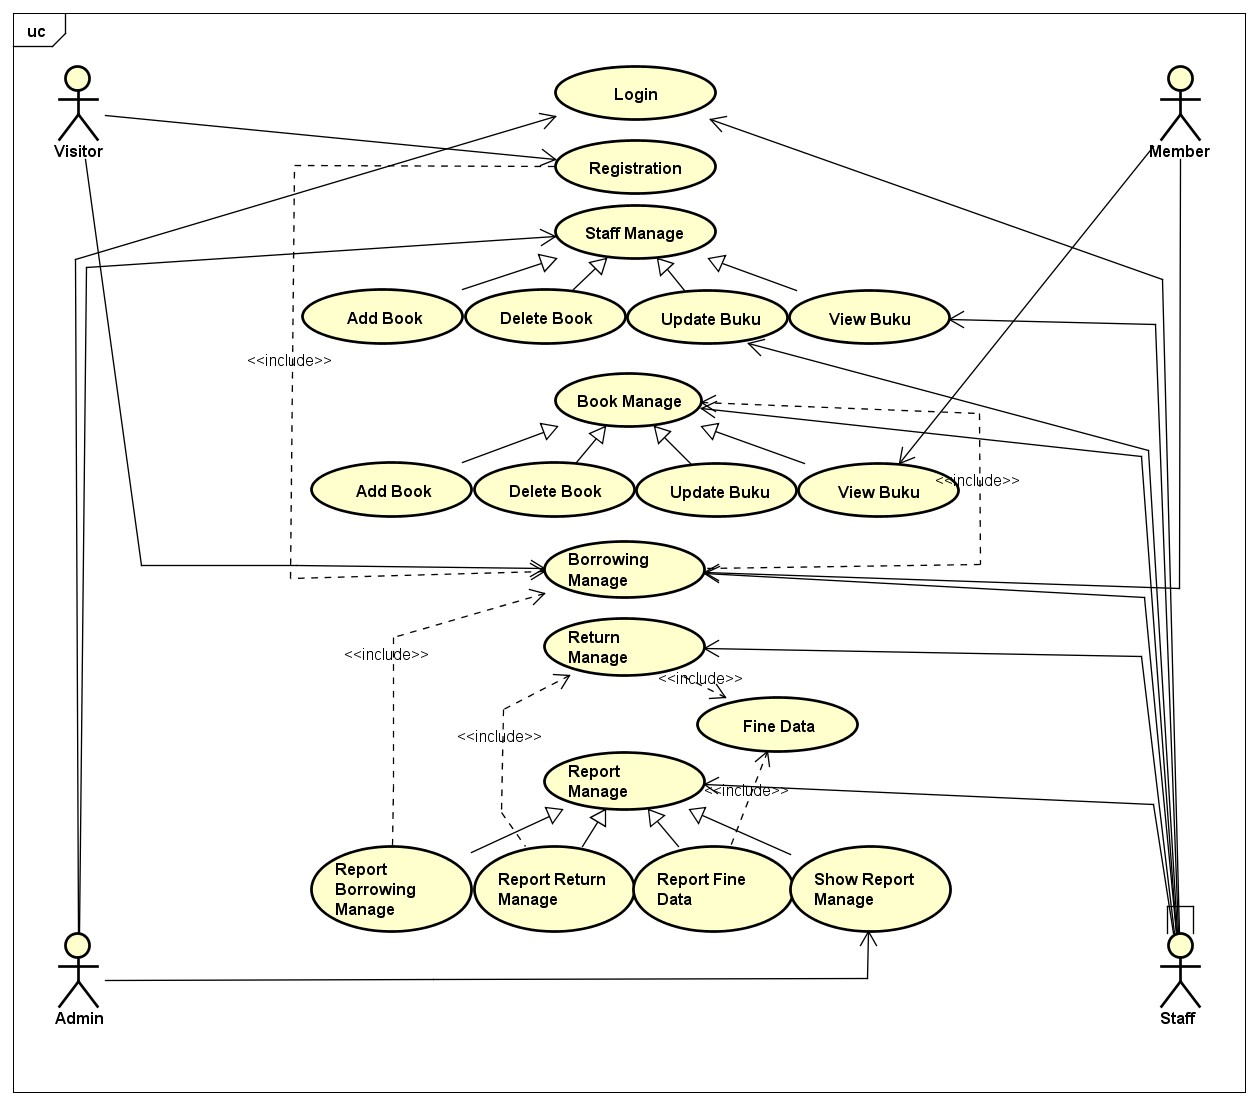 uc
Login
Visitor
Member
Registration
Staff Manage
Add Book
Delete Book
Update Buku
View Buku
<<include>>
Book Manage
<<include>>
Add Book
Delete Book
Update Buku
View Buku
Borrowing
Manage
Return
Manage
<<include>>
<<include>>
Fine Data
<<include>>
Report
Manage
<<include>>
Report
Borrowing
Manage
Report Return
Manage
Report Fine
Data
Show Report
Manage
Admin
Staff